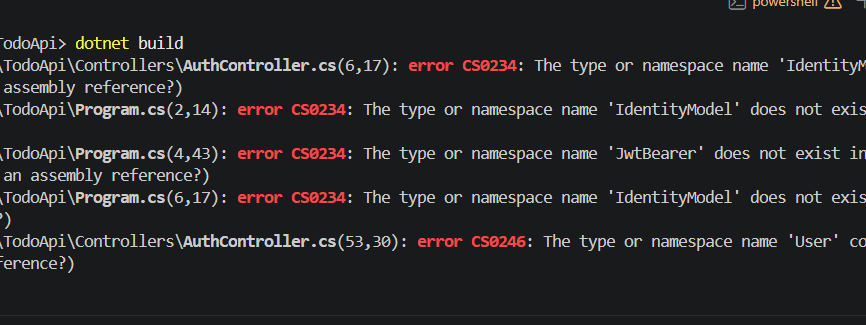 powershell
TodoApi> dotnet build
\TodoApi\Controllers\AuthController.cs(6,17): error CS0234: The type or namespace name 'IdentityM
assembly reference?)
\TodoApi\Program.cs(2,14): error CS0234: The type or namespace name 'IdentityModel' does not exis
\TodoApi\Program.cs(4,43): error CS0234: The type or namespace name 'JwtBearer' does not exist in
an assembly reference?)
\TodoApi\Program.cs(6,17): error CS0234: The type or namespace name 'IdentityModel' does not exis
?)
\TodoApi\Controllers\AuthController.cs(53,30): error CS0246: The type or namespace name 'User' co
ference?)